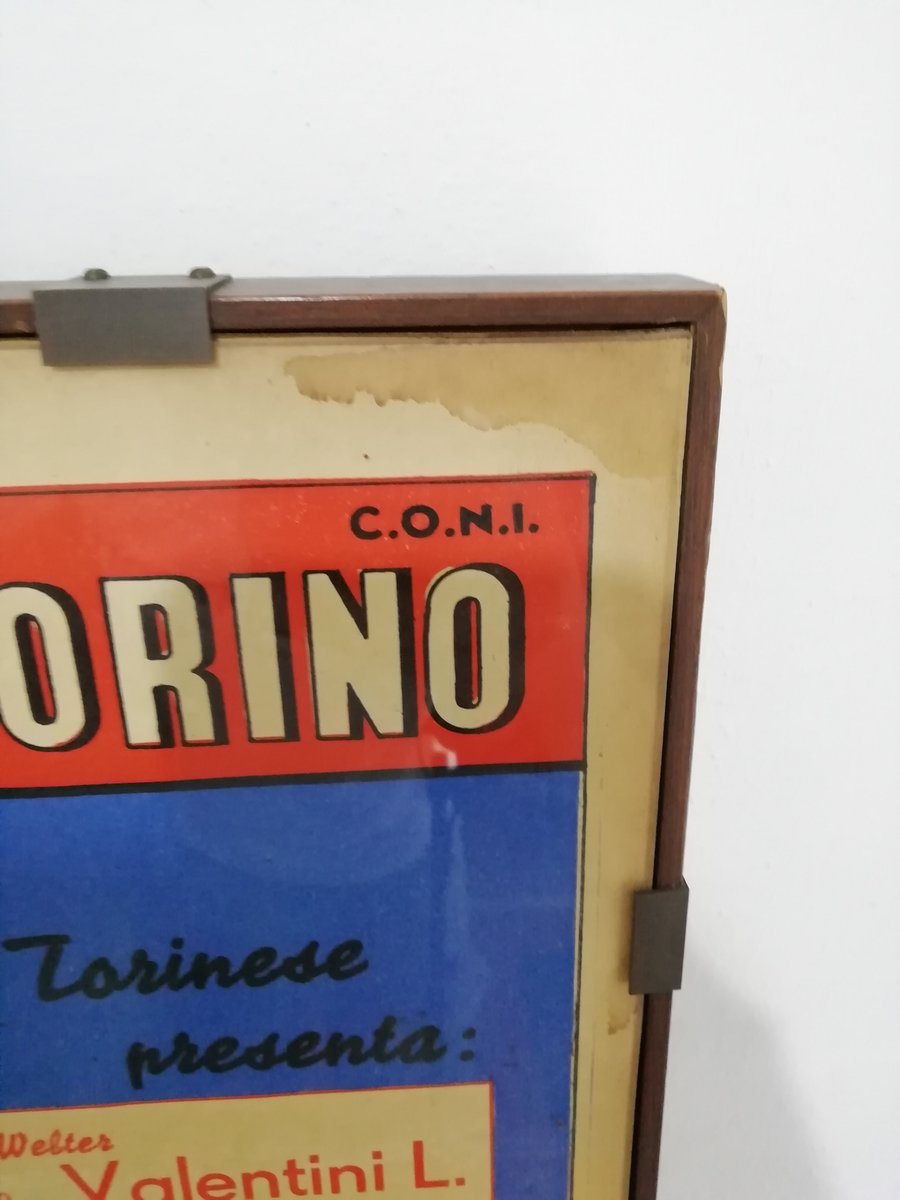 C.O.N.I.
ORINO
Torinese
presenta:
Welter
Valentini L.